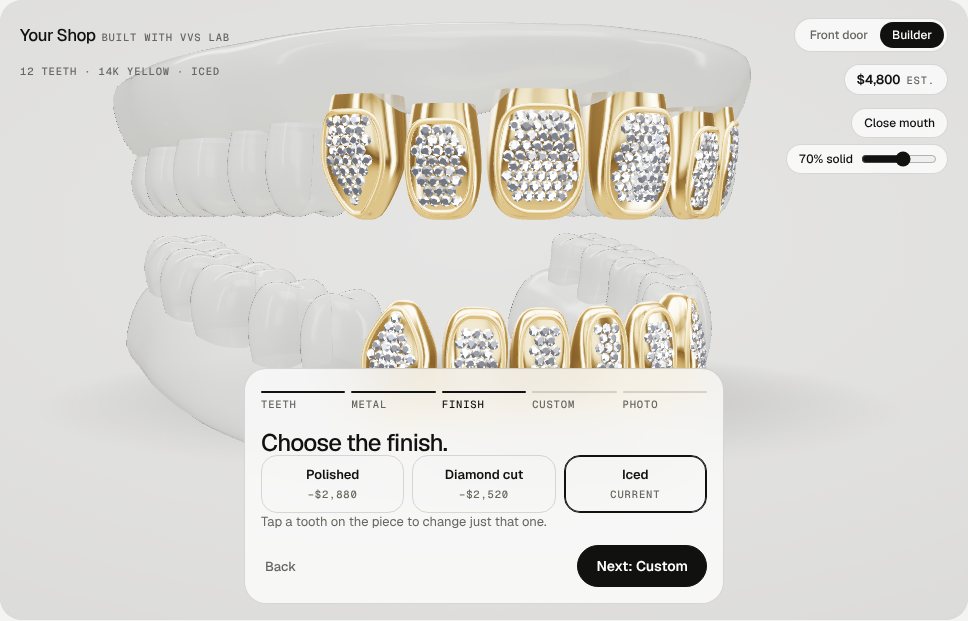 Your Shop BUILT WITH VVS LAB
Front door Builder
12 TEETH · 14K YELLOW · ICED
$4,800 EST.
Close mouth
70% solid
TEETH METAL FINISH CUSTOM PHOTO
Choose the finish.
Polished Diamond cut Iced
-$2,880 -$2,520 CURRENT
Tap a tooth on the piece to change just that one.
Back Next: Custom